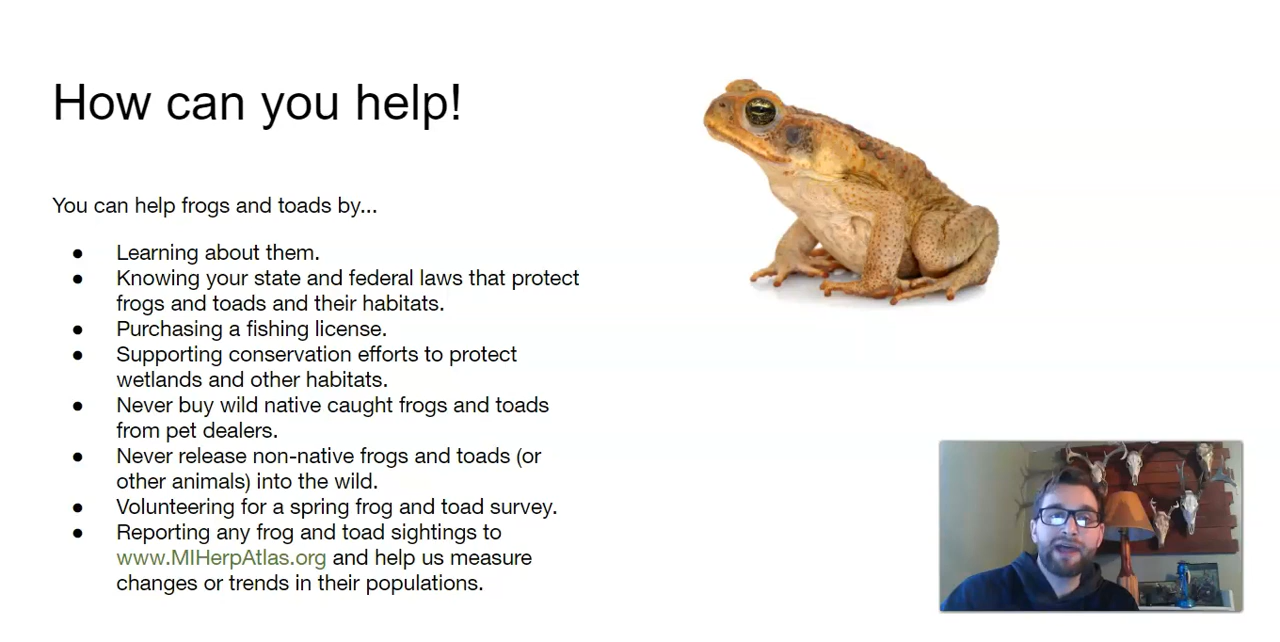 How can you help!
You can help frogs and toads by...
● Learning about them.
● Knowing your state and federal laws that protect
frogs and toads and their habitats.
● Purchasing a fishing license.
● Supporting conservation efforts to protect
wetlands and other habitats.
● Never buy wild native caught frogs and toads
from pet dealers.
● Never release non-native frogs and toads (or
other animals) into the wild.
● Volunteering for a spring frog and toad survey.
● Reporting any frog and toad sightings to
www.MIHerpAtlas.org and help us measure
changes or trends in their populations.